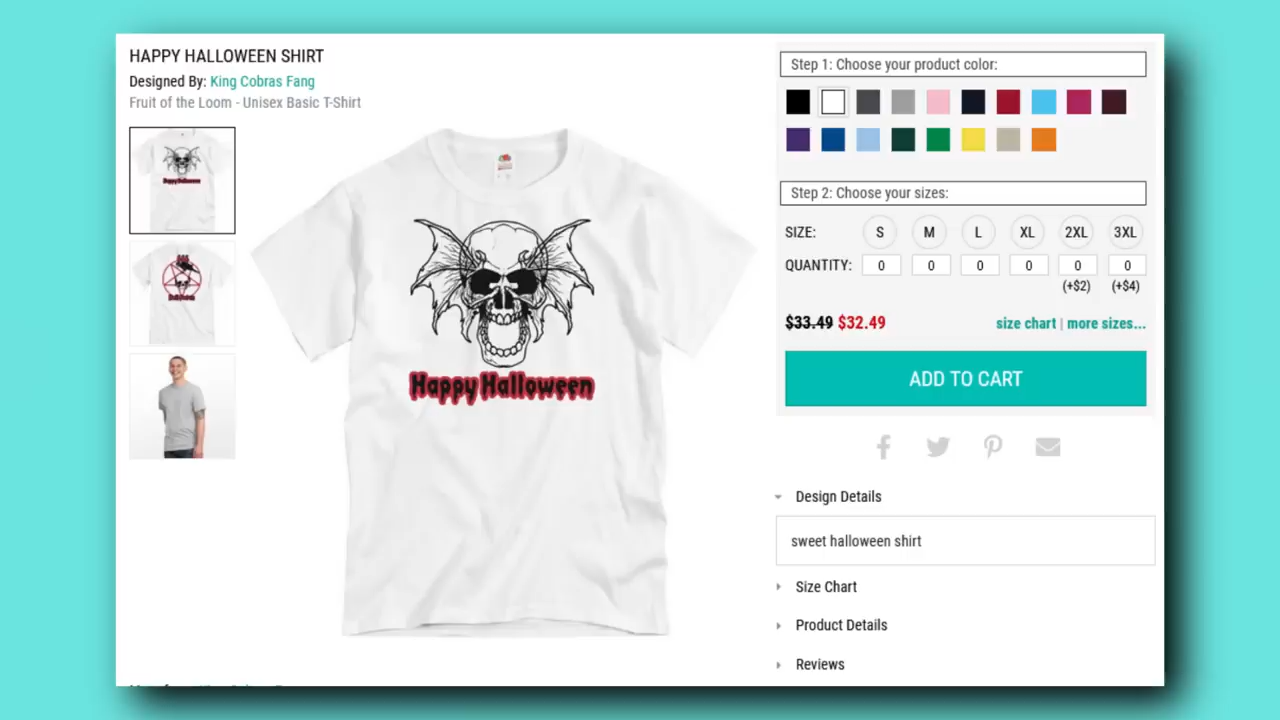 HAPPY HALLOWEEN SHIRT
Designed By: King Cobras Fang
Fruit of the Loom - Unisex Basic T-Shirt
Happy Halloween
Step 1: Choose your product color:
Step 2: Choose your sizes:
SIZE: S M L XL 2XL 3XL
QUANTITY: 0 0 0 0 0 0
(+$2) (+$4)
$33.49 $32.49 size chart | more sizes...
ADD TO CART
Design Details
sweet halloween shirt
Size Chart
Product Details
Reviews